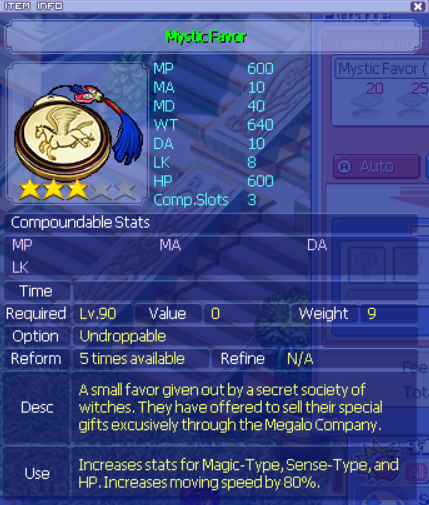 ITEM INFO
Mystic Favor
MP 600
MA 10
MD 40
WT 640
DA 10
LK 8
HP 600
Comp.Slots 3
Compoundable Stats
MP MA DA
LK
Time
Required Lv.90 Value 0 Weight 9
Option Undroppable
Reform 5 times available Refine N/A
Desc A small favor given out by a secret society of
witches. They have offered to sell their special
gifts excusively through the Megalo Company.
Use Increases stats for Magic-Type, Sense-Type, and
HP. Increases moving speed by 80%.
Mystic Favor (
20 25
Auto
Fee
All